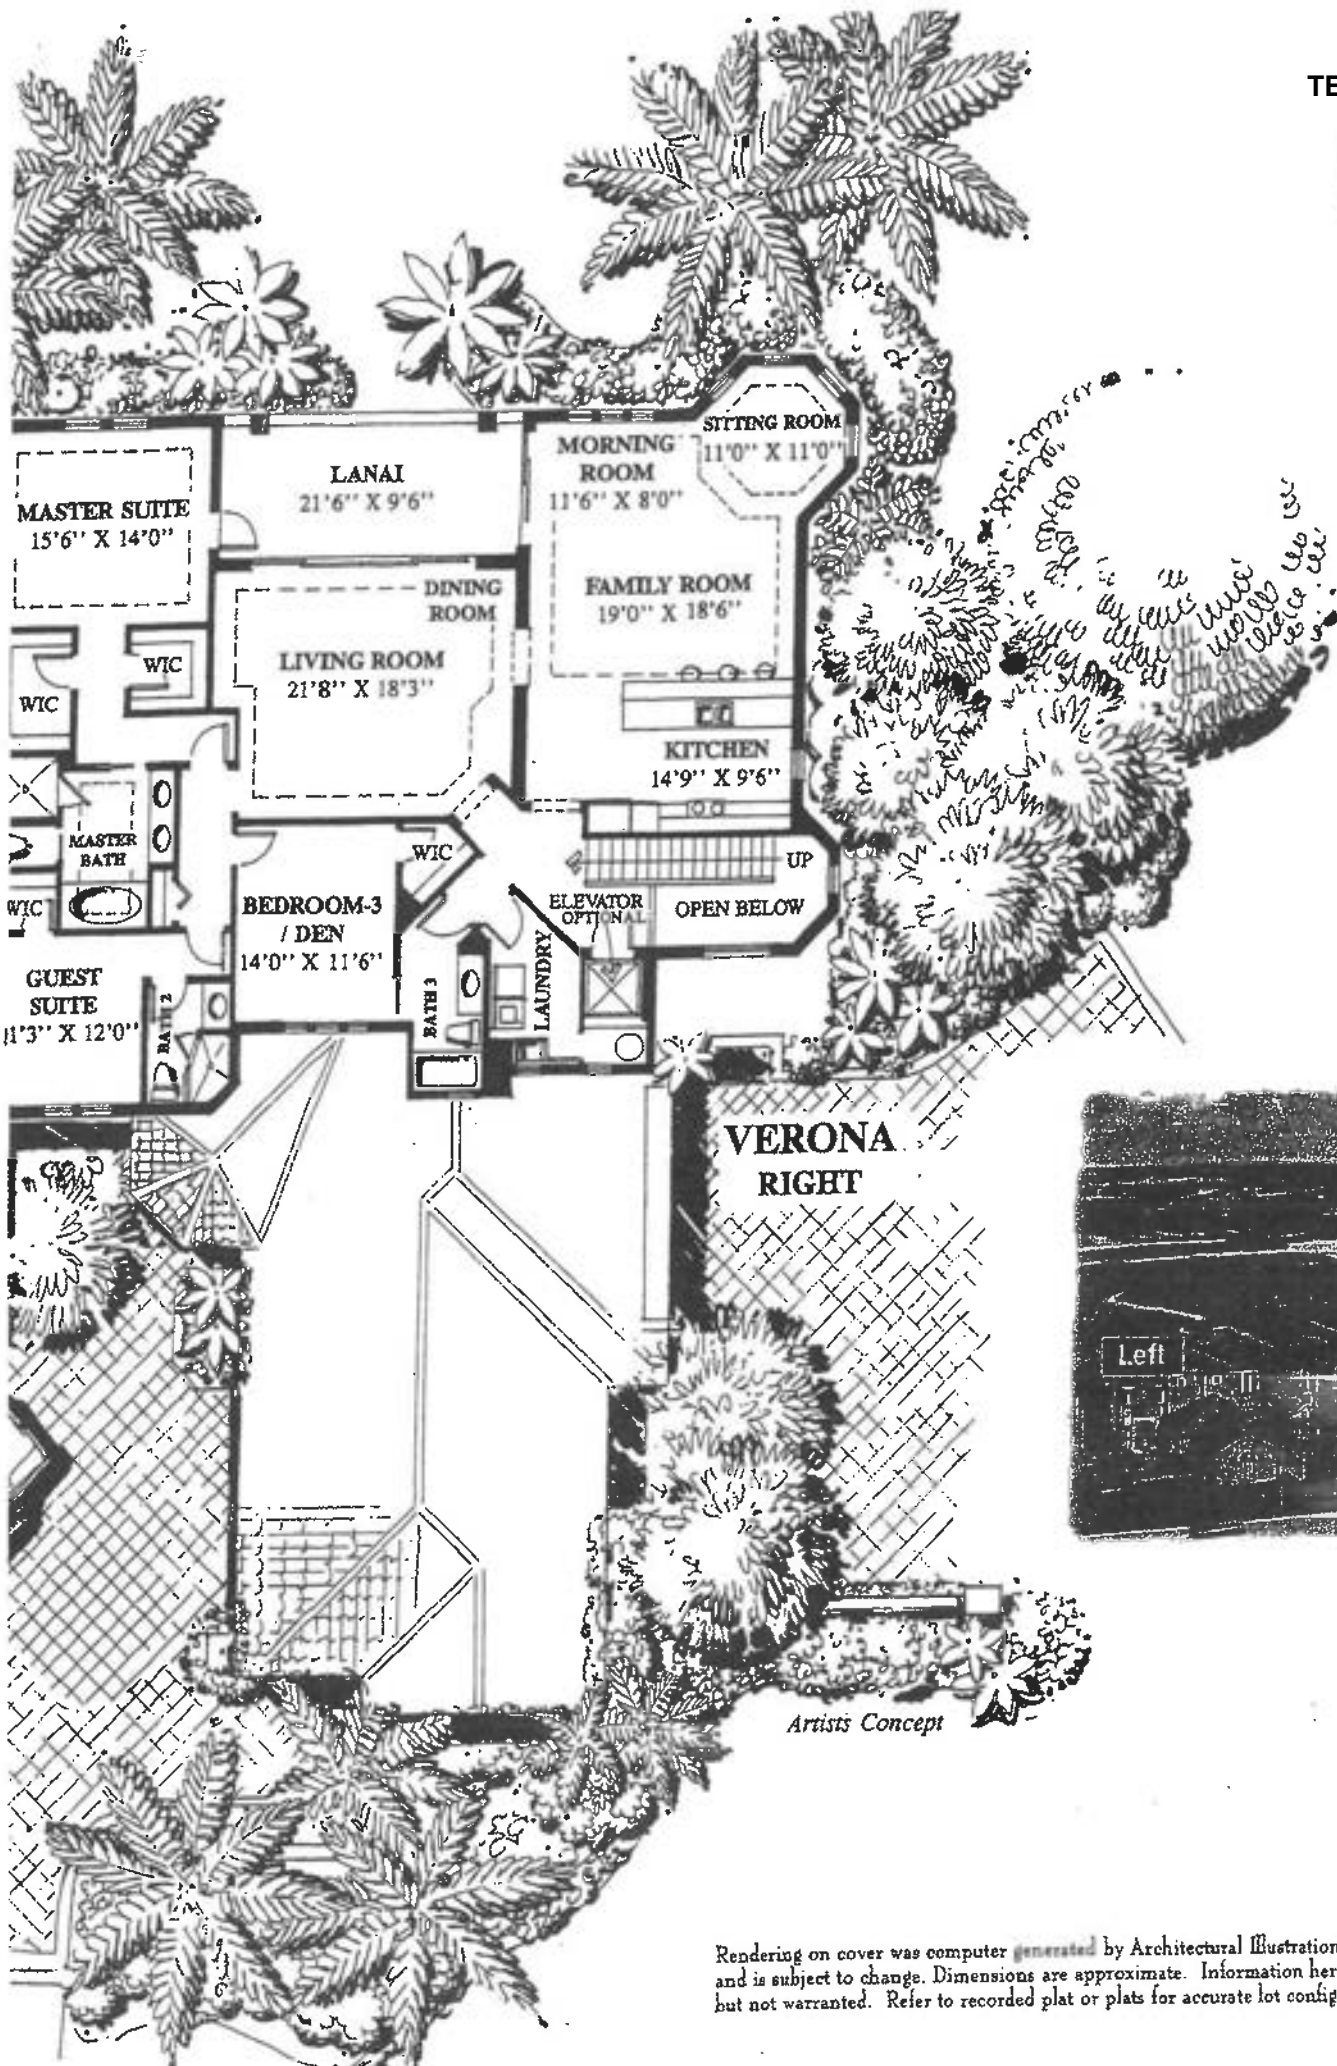 TE
SITTING ROOM
11'0" X 11'0"
MORNING
ROOM
11'6" X 8'0"
LANAI
21'6" X 9'6"
MASTER SUITE
15'6" X 14'0"
DINING
ROOM
FAMILY ROOM
19'0" X 18'6"
LIVING ROOM
21'8" X 18'3"
WIC
WIC
KITCHEN
14'9" X 9'6"
MASTER
BATH
WIC
UP
WIC
BEDROOM-3
/ DEN
14'0" X 11'6"
ELEVATOR
OPTIONAL
OPEN BELOW
GUEST
SUITE
11'3" X 12'0"
BATH 2
BATH 3
LAUNDRY
VERONA
RIGHT
Left
Artists Concept
Rendering on cover was computer generated by Architectural Illustration
and is subject to change. Dimensions are approximate. Information her
but not warranted. Refer to recorded plat or plats for accurate lot config